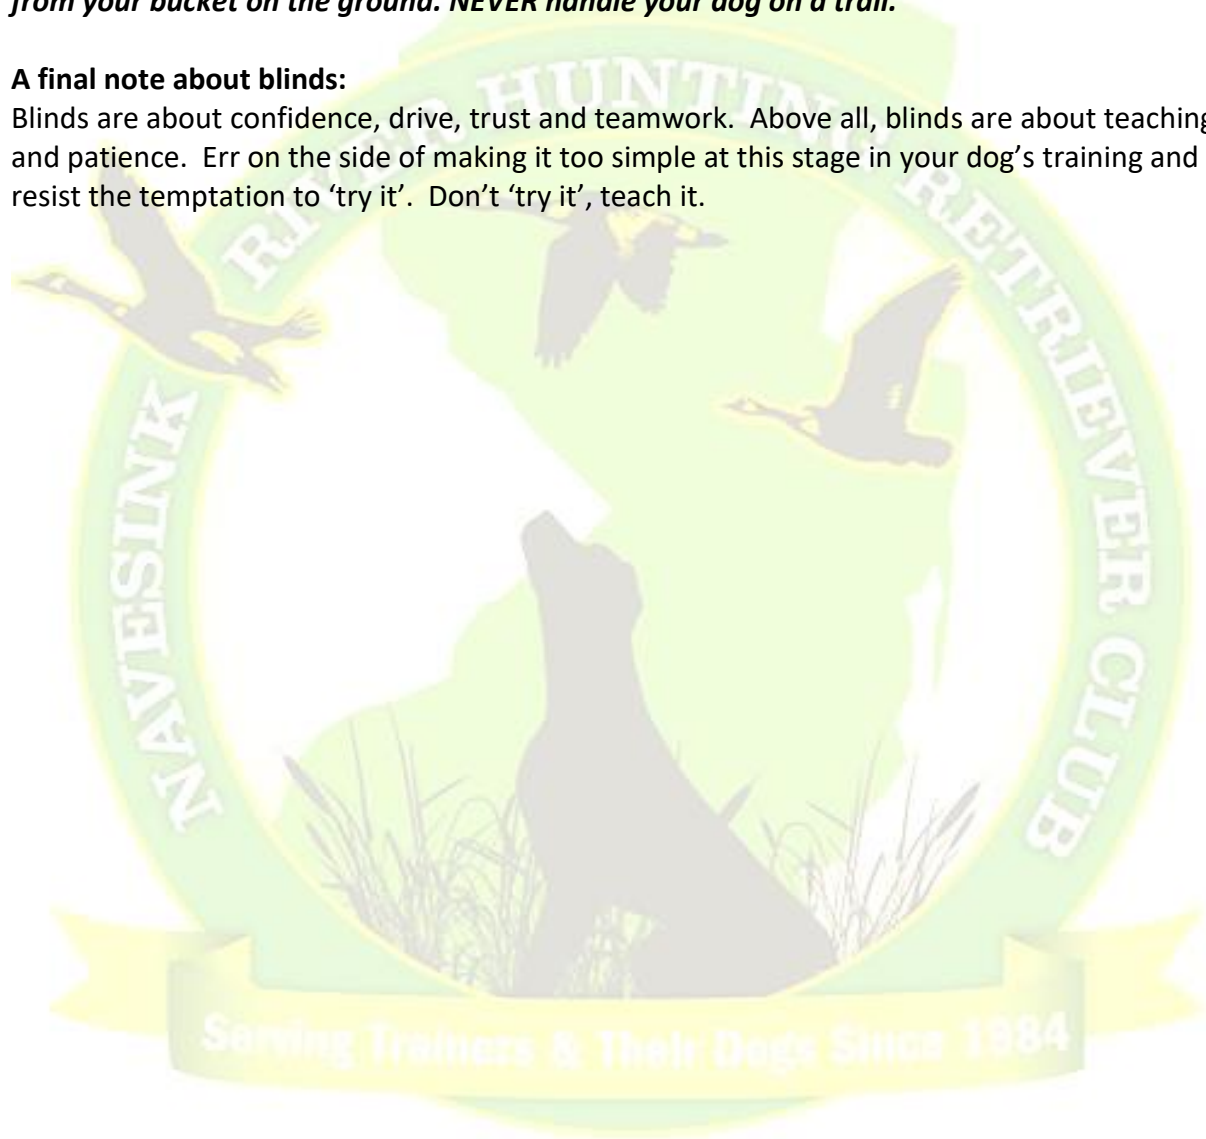 from your bucket on the ground. NEVER handle your dog on a trail.
A final note about blinds:
Blinds are about confidence, drive, trust and teamwork.  Above all, blinds are about teaching
and patience.  Err on the side of making it too simple at this stage in your dog's training and
resist the temptation to 'try it'.  Don't 'try it', teach it.
NAVESINK RIVER HUNTING RETRIEVER CLUB
Serving Trainers & Their Dogs Since 1984